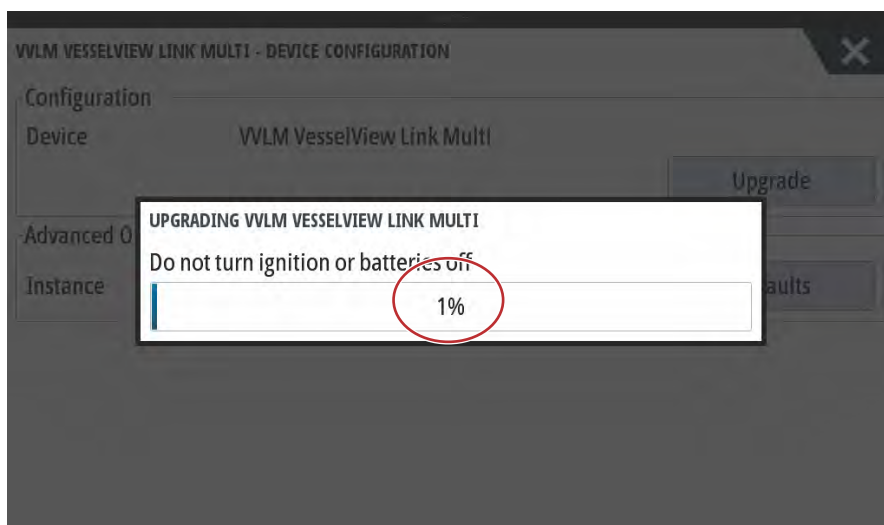 VVLM VESSELVIEW LINK MULTI - DEVICE CONFIGURATION
Configuration
Device VVLM VesselView Link Multi
Upgrade
UPGRADING VVLM VESSELVIEW LINK MULTI
Advanced O
Do not turn ignition or batteries off
Instance aults
1%